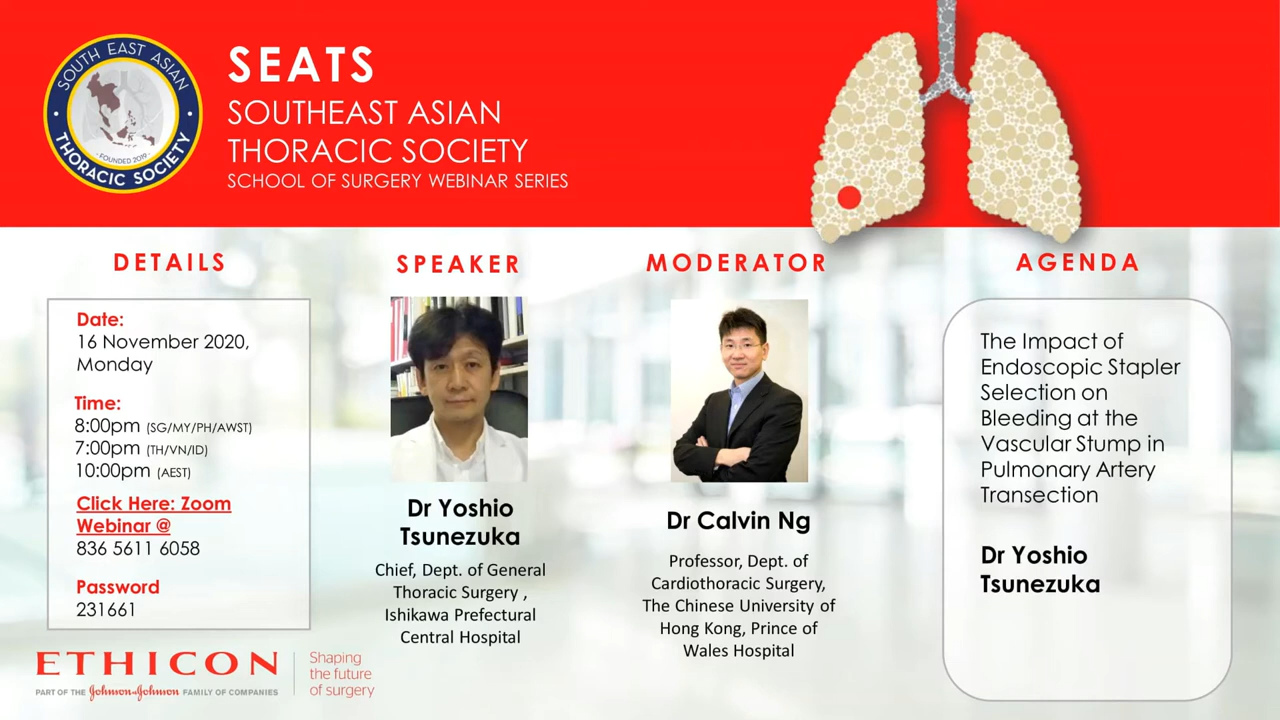 SOUTH EAST ASIAN
THORACIC SOCIETY
- FOUNDED 2019 -
SEATS
SOUTHEAST ASIAN
THORACIC SOCIETY
SCHOOL OF SURGERY WEBINAR SERIES
DETAILS
Date:
16 November 2020,
Monday
Time:
8:00pm (SG/MY/PH/AWST)
7:00pm (TH/VN/ID)
10:00pm (AEST)
Click Here: Zoom
Webinar @
836 5611 6058
Password
231661
SPEAKER
Dr Yoshio
Tsunezuka
Chief, Dept. of General
Thoracic Surgery ,
Ishikawa Prefectural
Central Hospital
MODERATOR
Dr Calvin Ng
Professor, Dept. of
Cardiothoracic Surgery,
The Chinese University of
Hong Kong, Prince of
Wales Hospital
AGENDA
The Impact of
Endoscopic Stapler
Selection on
Bleeding at the
Vascular Stump in
Pulmonary Artery
Transection
Dr Yoshio
Tsunezuka
ETHICON
PART OF THE Johnson & Johnson FAMILY OF COMPANIES
Shaping
the future
of surgery